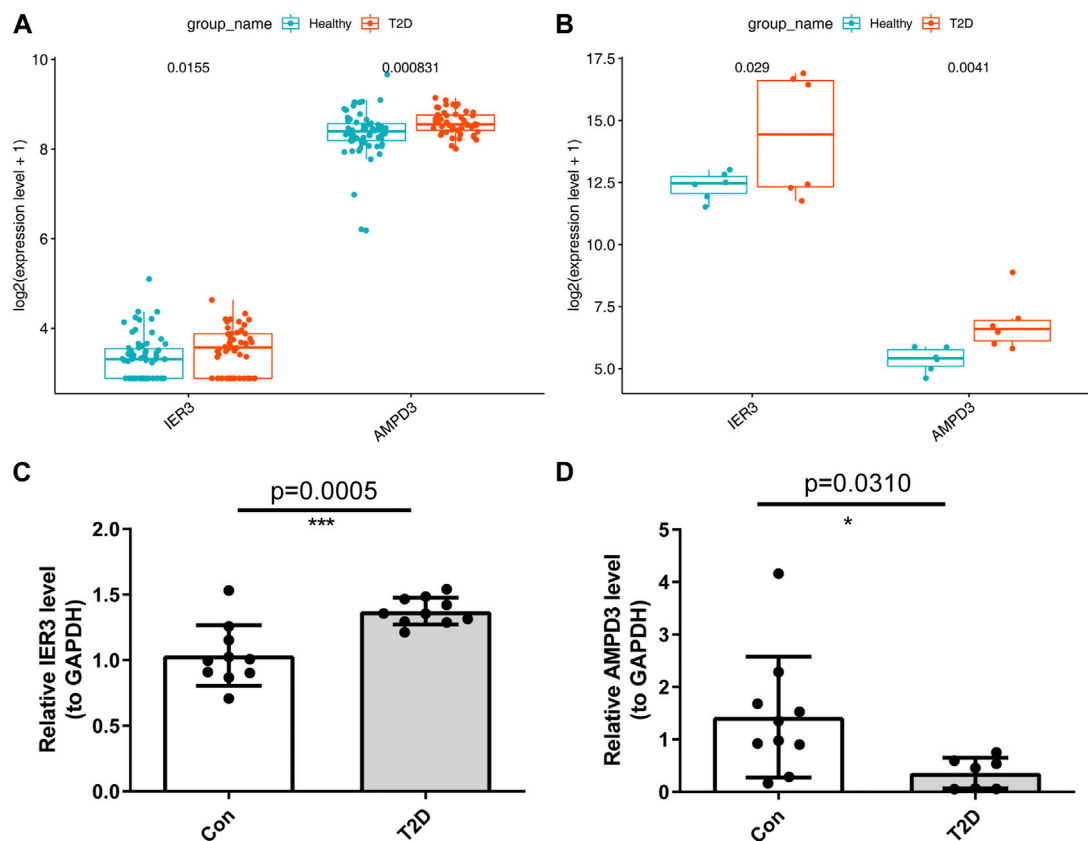 A
group_name Healthy T2D
0.0155 0.000831
log2(expression level + 1)
10
8
6
4
IER3 AMPD3
B
group_name Healthy T2D
0.029 0.0041
log2(expression level + 1)
17.5
15.0
12.5
10.0
7.5
5.0
IER3 AMPD3
C
p=0.0005
***
Relative IER3 level
(to GAPDH)
2.0
1.5
1.0
0.5
0.0
Con T2D
D
p=0.0310
*
Relative AMPD3 level
(to GAPDH)
5
4
3
2
1
0
Con T2D